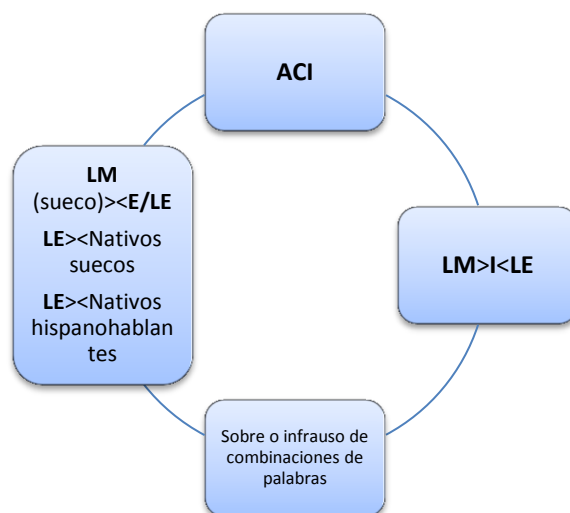 ACI
LM
(sueco)><E/LE
LE><Nativos
suecos
LE><Nativos
hispanohablan
tes
LM>I<LE
Sobre o infrauso de
combinaciones de
palabras